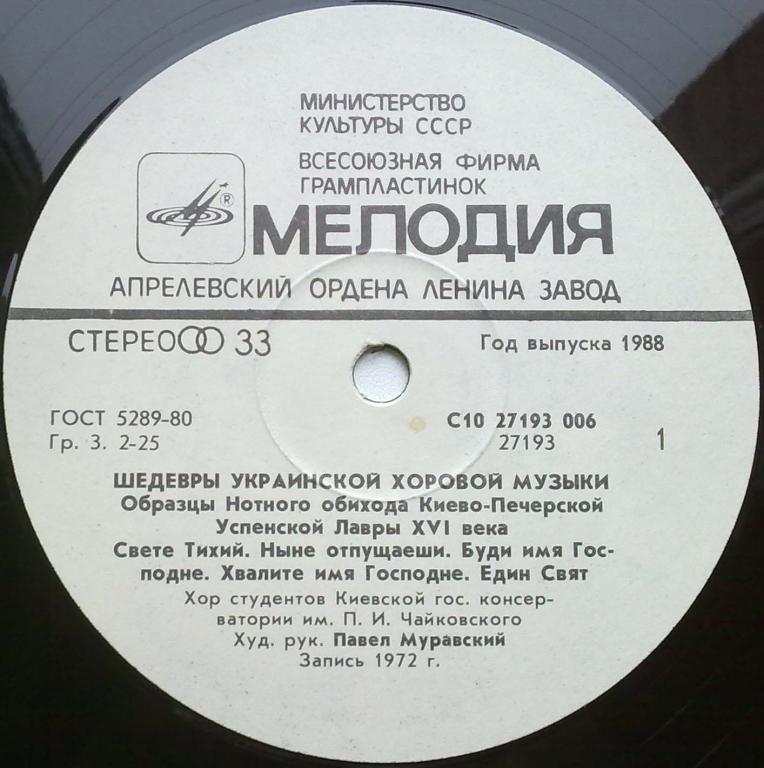 МИНИСТЕРСТВО
КУЛЬТУРЫ СССР
ВСЕСОЮЗНАЯ ФИРМА
ГРАМПЛАСТИНОК
®
МЕЛОДИЯ
АПРЕЛЕВСКИЙ ОРДЕНА ЛЕНИНА ЗАВОД
СТЕРЕО 33
Год выпуска 1988
ГОСТ 5289-80
Гр. 3. 2-25
С10 27193 006
27193
1
ШЕДЕВРЫ УКРАИНСКОЙ ХОРОВОЙ МУЗЫКИ
Образцы Нотного обихода Киево-Печерской
Успенской Лавры XVI века
Свете Тихий. Ныне отпущаеши. Буди имя Гос-
подне. Хвалите имя Господне. Един Свят
Хор студентов Киевской гос. консер-
ватории им. П. И. Чайковского
Худ. рук. Павел Муравский
Запись 1972 г.